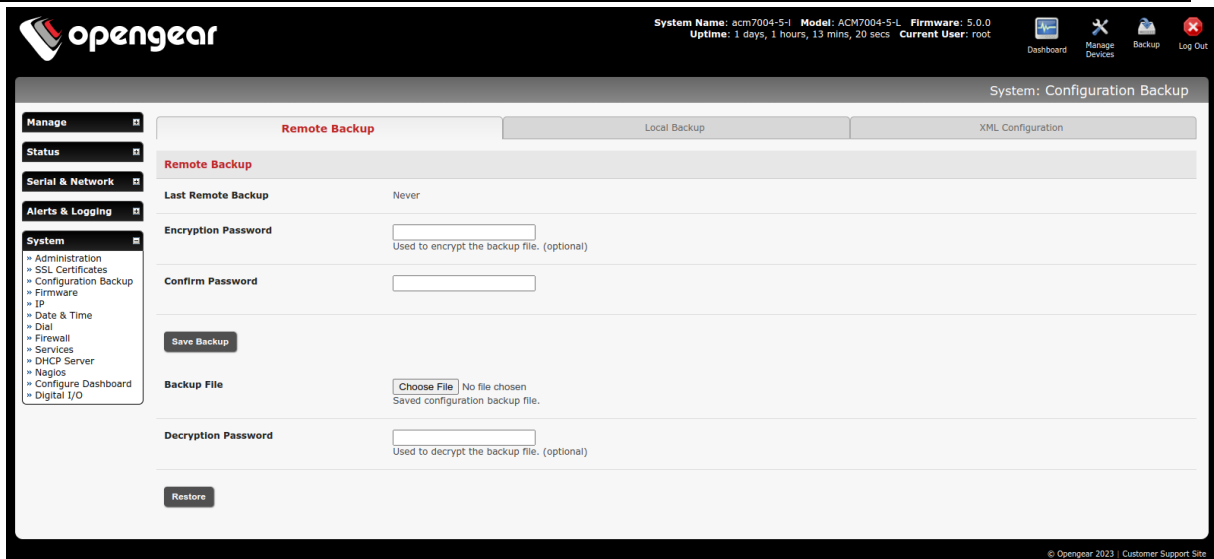 opengear
System Name: acm7004-5-l Model: ACM7004-5-L Firmware: 5.0.0
Uptime: 1 days, 1 hours, 13 mins, 20 secs Current User: root
Dashboard
Manage Devices
Backup
Log Out
System: Configuration Backup
Manage
Status
Serial & Network
Alerts & Logging
System
» Administration
» SSL Certificates
» Configuration Backup
» Firmware
» IP
» Date & Time
» Dial
» Firewall
» Services
» DHCP Server
» Nagios
» Configure Dashboard
» Digital I/O
Remote Backup
Local Backup
XML Configuration
Remote Backup
Last Remote Backup Never
Encryption Password
Used to encrypt the backup file. (optional)
Confirm Password
Save Backup
Backup File Choose File No file chosen
Saved configuration backup file.
Decryption Password
Used to decrypt the backup file. (optional)
Restore
© Opengear 2023 | Customer Support Site